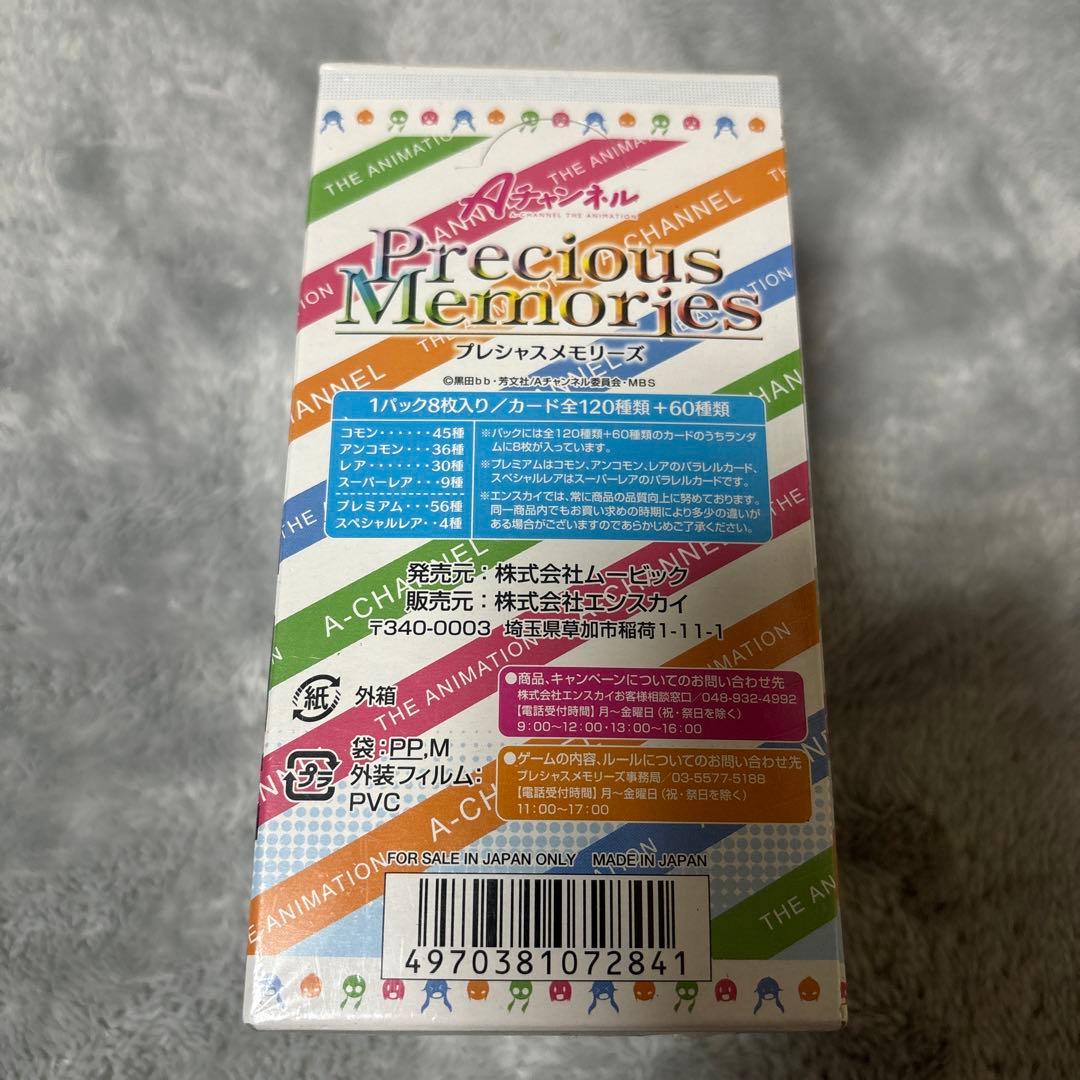 THE ANIMATIO
THE ANIMA
Aチャンネル
A-CHANNEL THE ANIMATION
Precious
Memories
プレシャスメモリーズ
©黒田bb・芳文社/Aチャンネル委員会・MBS
1パック8枚入り/カード全120種類+60種類
コモン・・・・・・45種
アンコモン・・・36種
レア・・・・・・・30種
スーパーレア・・・9種
プレミアム・・・56種
スペシャルレア・・4種
※パックには全120種類+60種類のカードのうちランダ
ムに8枚が入っています。
※プレミアムはコモン、アンコモン、レアのパラレルカード、
スペシャルレアはスーパーレアのパラレルカードです。
※エンスカイでは、常に商品の品質向上に努めております。
同一商品内でもお買い求めの時期により多少の違いが
ある場合がございますのであらかじめご了承ください。
発売元:株式会社ムービック
販売元:株式会社エンスカイ
〒340-0003 埼玉県草加市稲荷1-11-1
A-CHANNEL
THE ANIMATION
A-CHANNE
紙 外箱
プラ
袋:PP,M
外装フィルム:
PVC
●商品、キャンペーンについてのお問い合わせ先
株式会社エンスカイお客様相談窓口/048-932-4992
【電話受付時間】月~金曜日(祝・祭日を除く)
9:00~12:00・13:00~16:00
●ゲームの内容、ルールについてのお問い合わせ先
プレシャスメモリーズ事務局/03-5577-5188
【電話受付時間】月~金曜日(祝・祭日を除く)
11:00~17:00
FOR SALE IN JAPAN ONLY MADE IN JAPAN
E ANIMATION
THE ANI
4970381072841